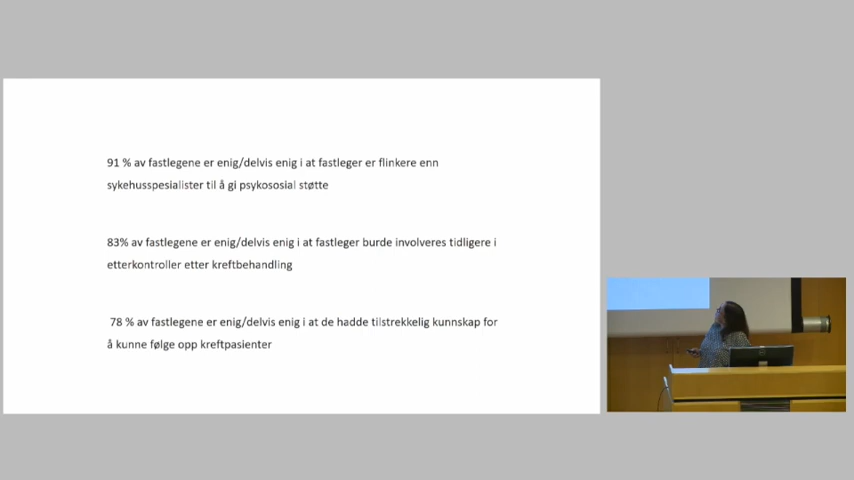 91 % av fastlegene er enig/delvis enig i at fastleger er flinkere enn
sykehusspesialister til å gi psykososial støtte
83% av fastlegene er enig/delvis enig i at fastleger burde involveres tidligere i
etterkontroller etter kreftbehandling
78 % av fastlegene er enig/delvis enig i at de hadde tilstrekkelig kunnskap for
å kunne følge opp kreftpasienter